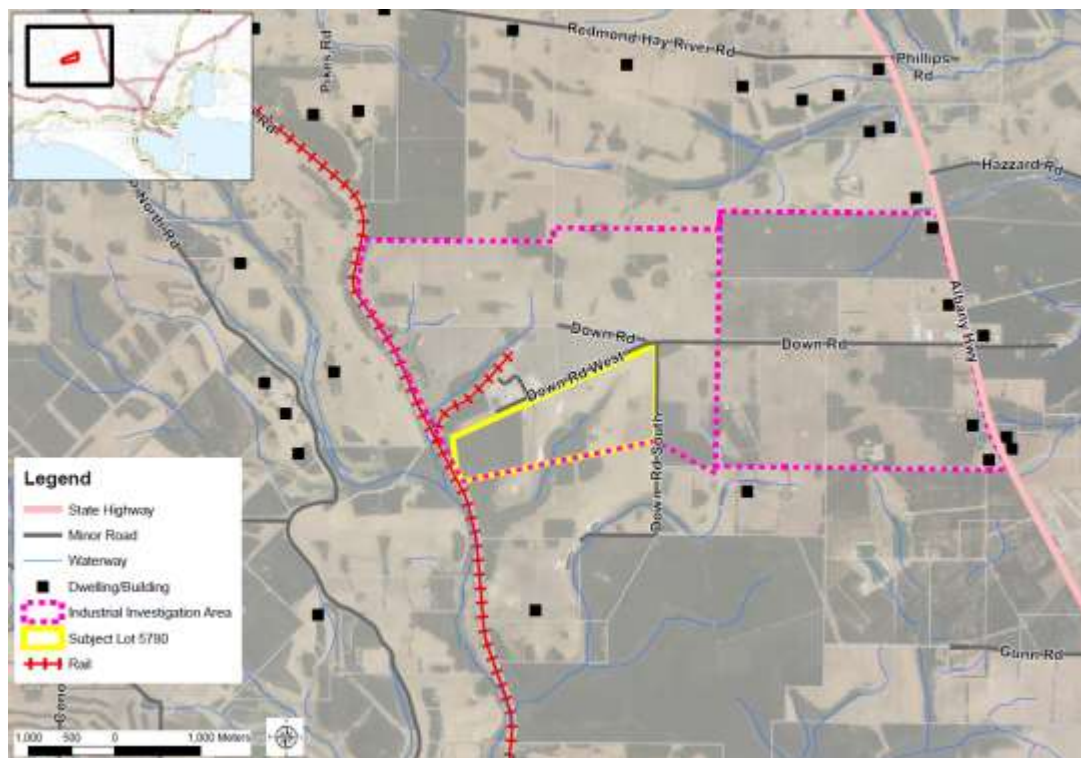 Redmond Hay River Rd
Phillips
Rd
Pikes Rd
Rd
Hazzard Rd
North Rd
Albany Hwy
Down Rd
Down Rd
Down Rd West
Down Rd South
Gunn Rd
Legend
State Highway
Minor Road
Waterway
Dwelling/Building
Industrial Investigation Area
Subject Lot 5780
Rail
1,000 500 0 1,000 Meters